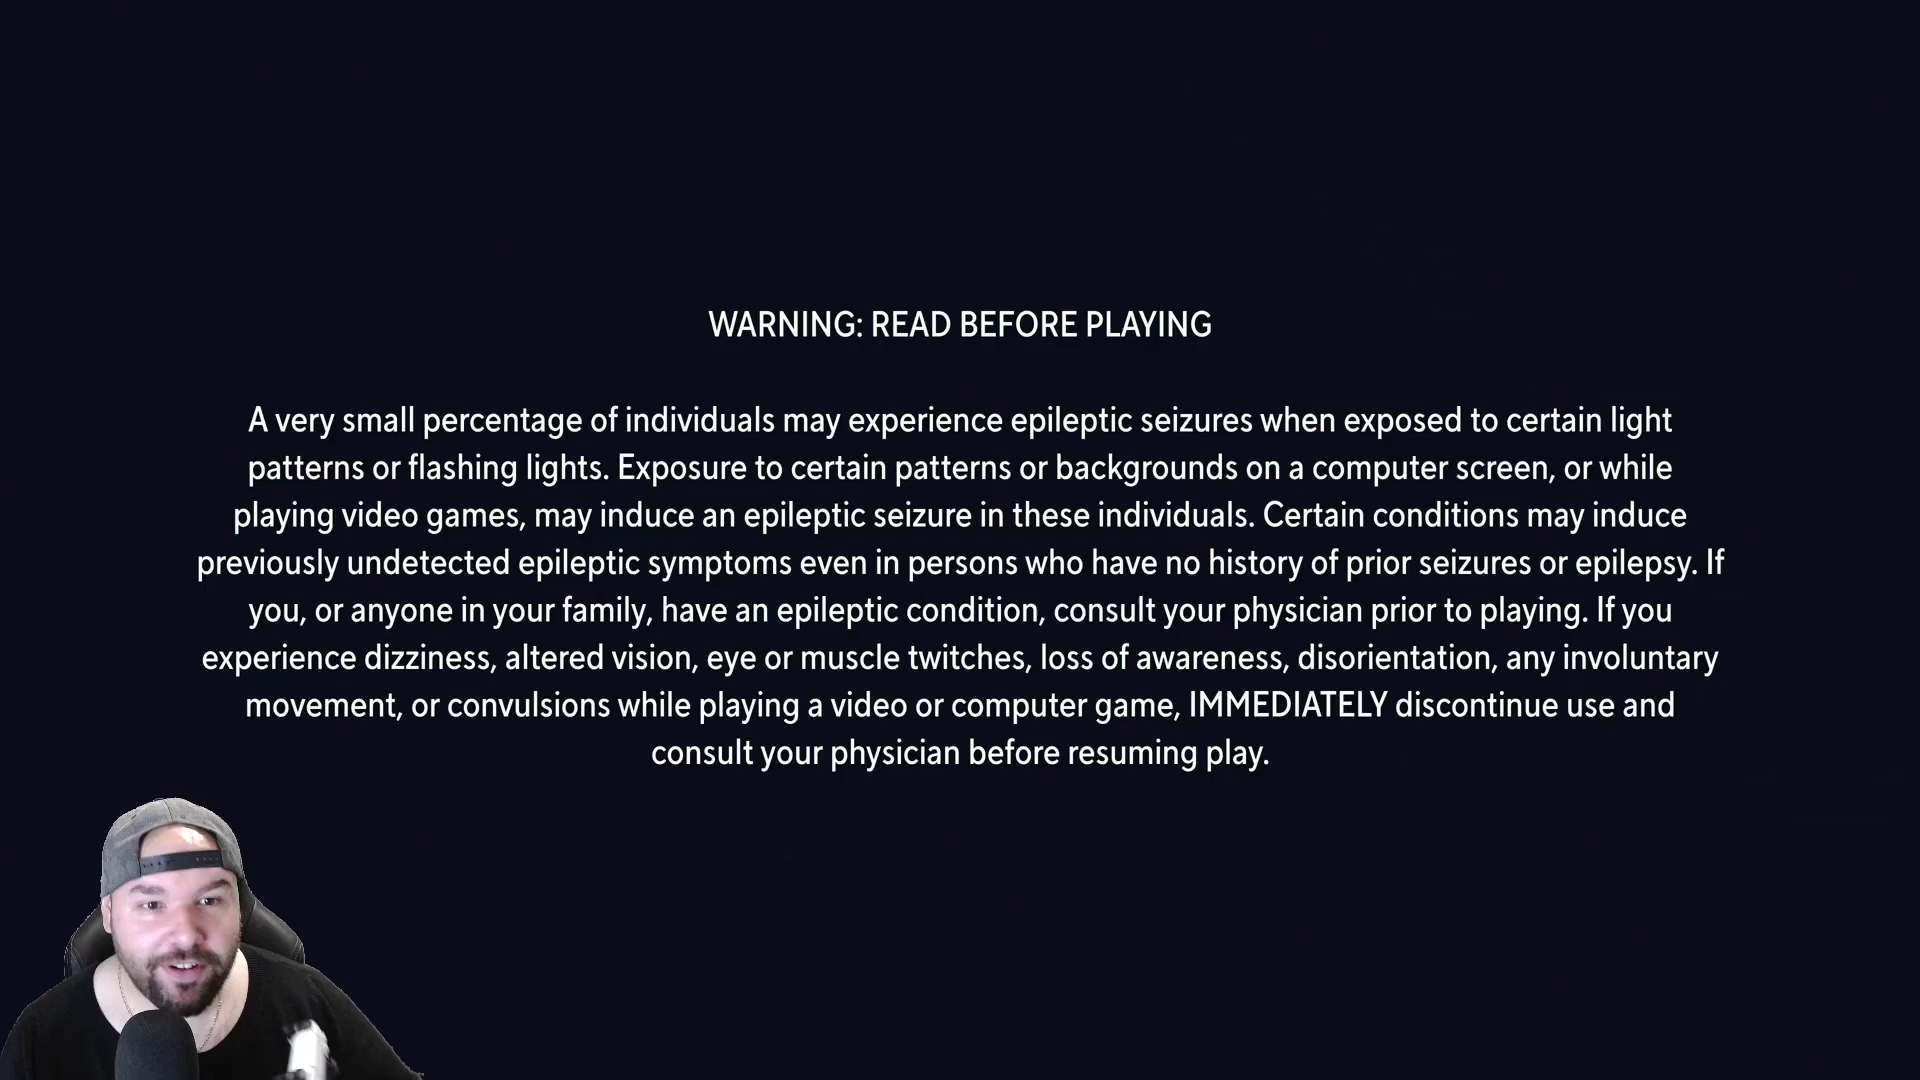 WARNING: READ BEFORE PLAYING
A very small percentage of individuals may experience epileptic seizures when exposed to certain light
patterns or flashing lights. Exposure to certain patterns or backgrounds on a computer screen, or while
playing video games, may induce an epileptic seizure in these individuals. Certain conditions may induce
previously undetected epileptic symptoms even in persons who have no history of prior seizures or epilepsy. If
you, or anyone in your family, have an epileptic condition, consult your physician prior to playing. If you
experience dizziness, altered vision, eye or muscle twitches, loss of awareness, disorientation, any involuntary
movement, or convulsions while playing a video or computer game, IMMEDIATELY discontinue use and
consult your physician before resuming play.